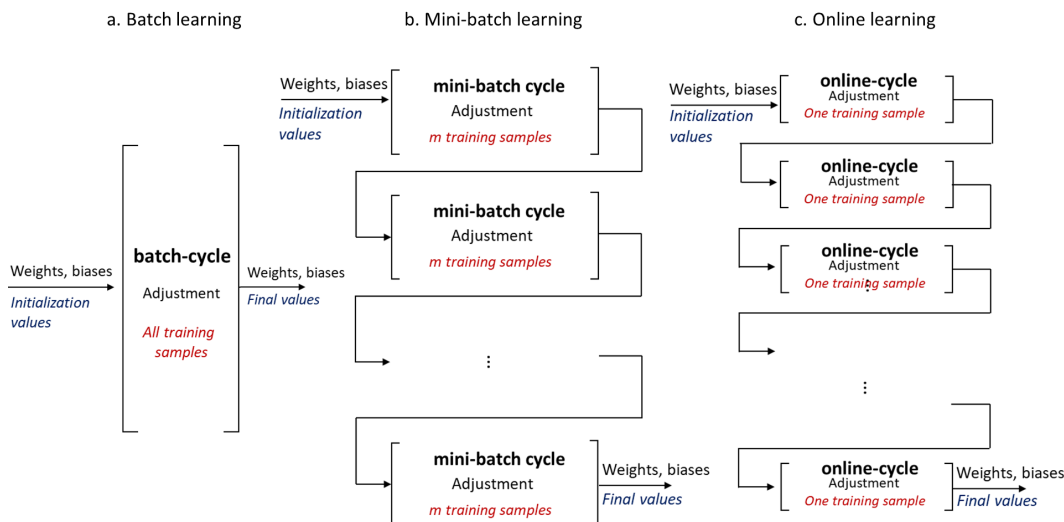 a. Batch learning
Weights, biases
Initialization
values
batch-cycle
Adjustment
All training
samples
Weights, biases
Final values
b. Mini-batch learning
Weights, biases
Initialization
values
mini-batch cycle
Adjustment
m training samples
mini-batch cycle
Adjustment
m training samples
...
mini-batch cycle
Adjustment
m training samples
Weights, biases
Final values
c. Online learning
Weights, biases
Initialization
values
online-cycle
Adjustment
One training sample
online-cycle
Adjustment
One training sample
online-cycle
Adjustment
One training sample
...
...
online-cycle
Adjustment
One training sample
Weights, biases
Final values